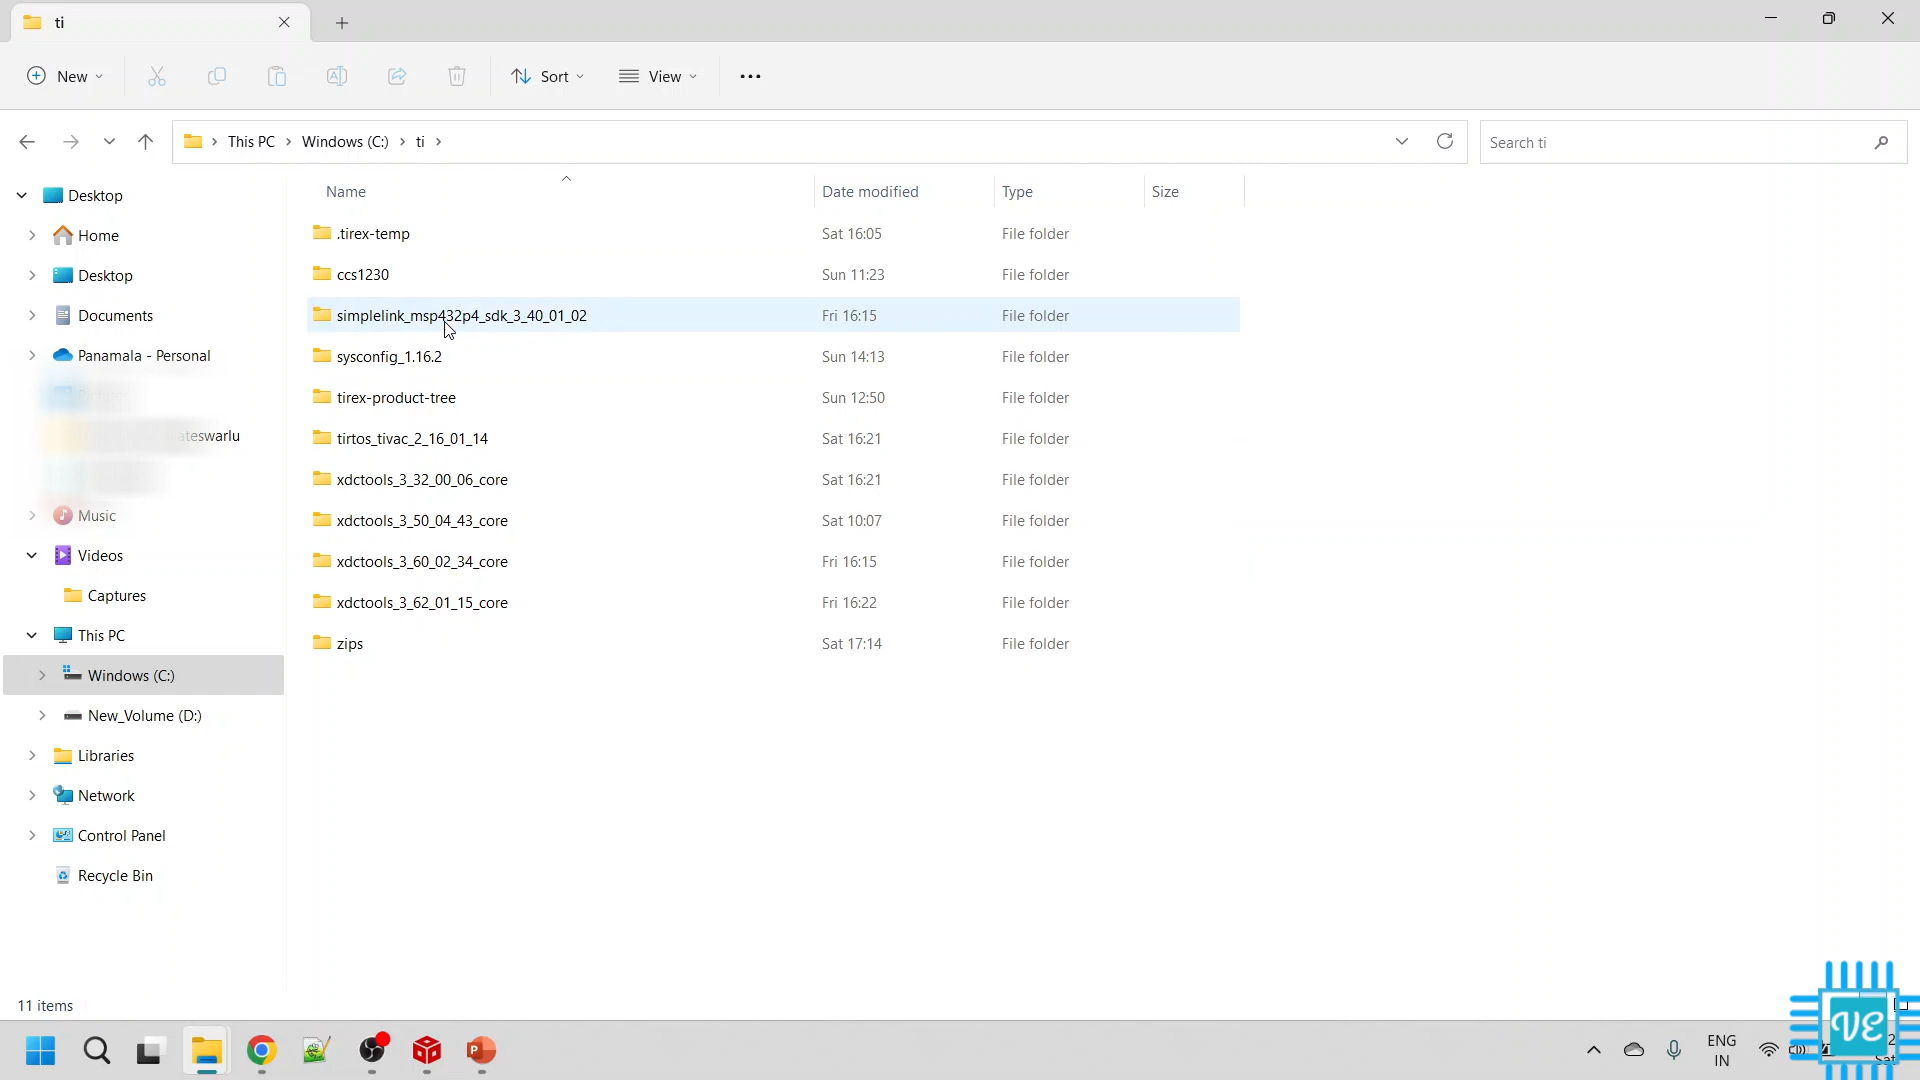 ti
New
Sort
View
This PC
Windows (C:)
ti
Search ti
Name
Date modified
Type
Size
Desktop
Home
Desktop
Documents
Panamala - Personal
ateswarlu
Music
Videos
Captures
This PC
Windows (C:)
New_Volume (D:)
Libraries
Network
Control Panel
Recycle Bin
.tirex-temp Sat 16:05 File folder
ccs1230 Sun 11:23 File folder
simplelink_msp432p4_sdk_3_40_01_02 Fri 16:15 File folder
sysconfig_1.16.2 Sun 14:13 File folder
tirex-product-tree Sun 12:50 File folder
tirtos_tivac_2_16_01_14 Sat 16:21 File folder
xdctools_3_32_00_06_core Sat 16:21 File folder
xdctools_3_50_04_43_core Sat 10:07 File folder
xdctools_3_60_02_34_core Fri 16:15 File folder
xdctools_3_62_01_15_core Fri 16:22 File folder
zips Sat 17:14 File folder
11 items
ENG
IN
VE